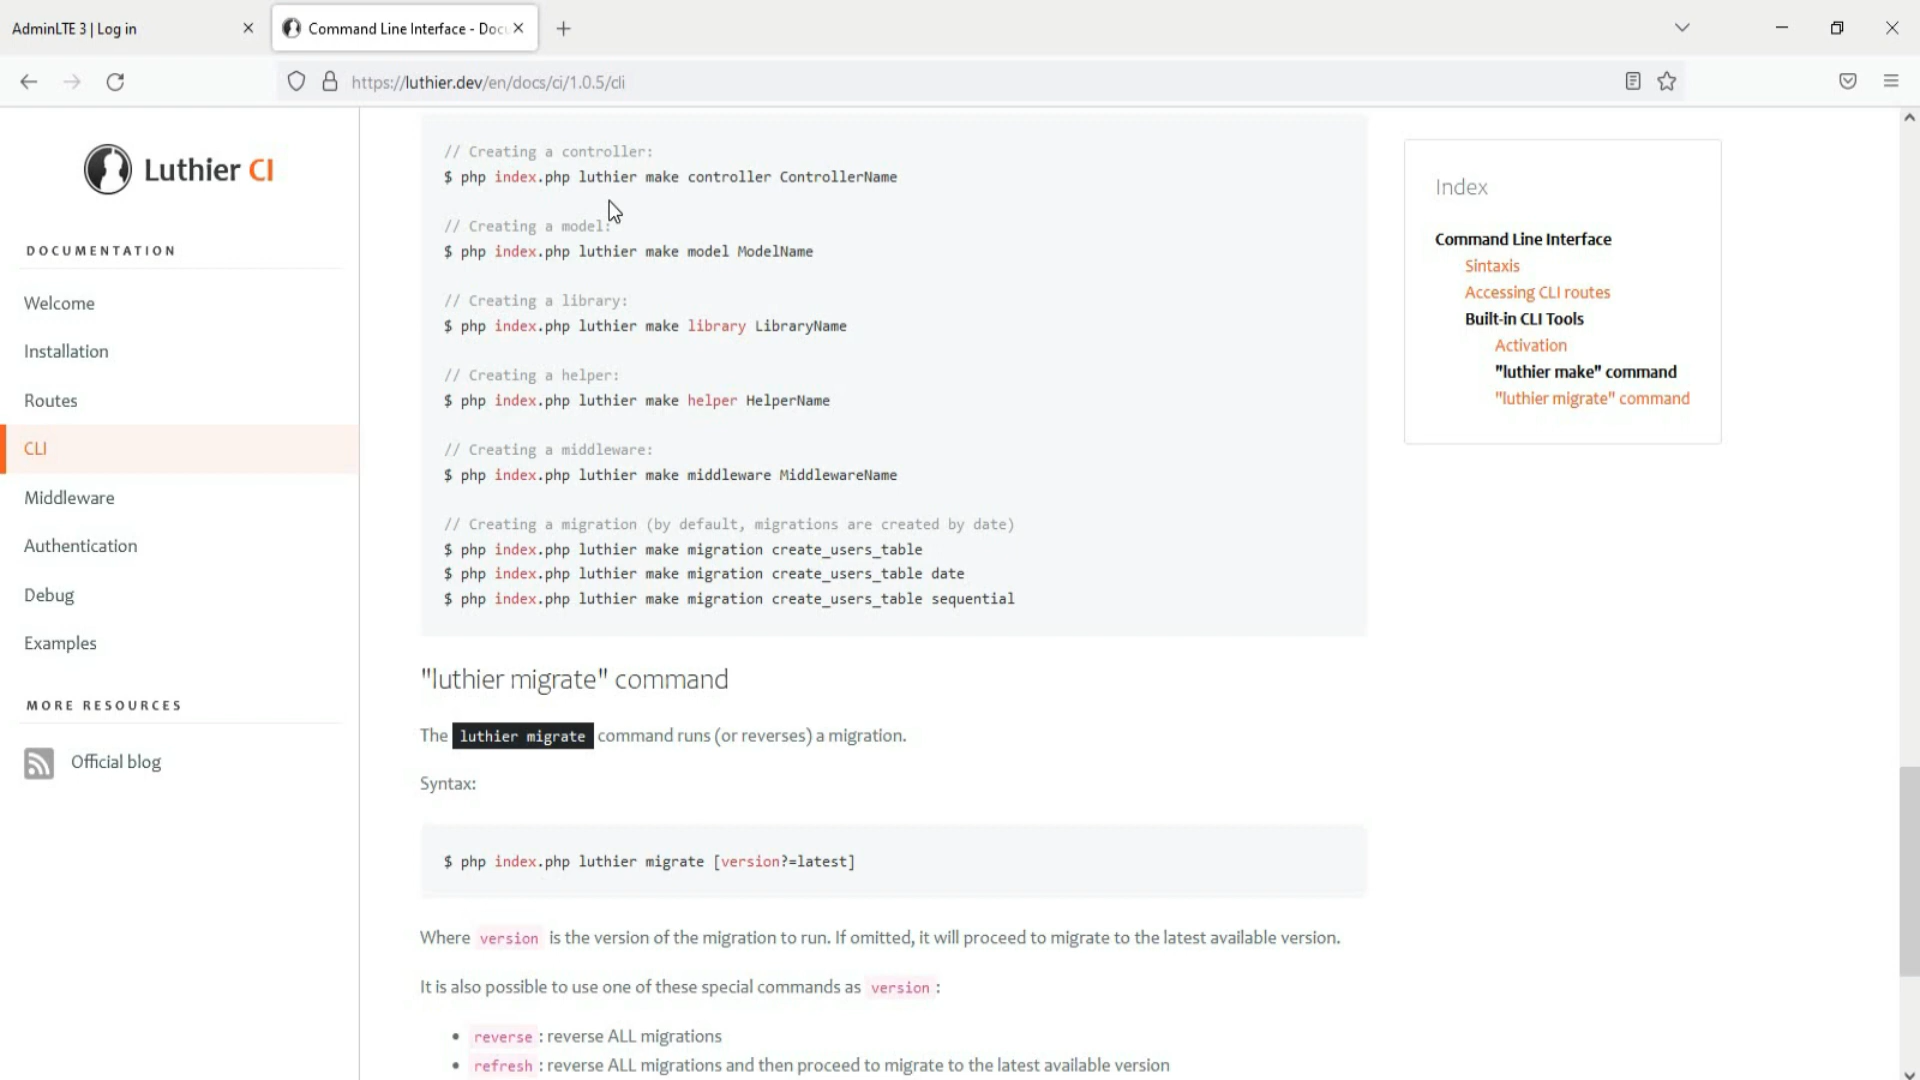 AdminLTE 3 | Log in
Command Line Interface - Doc
https://luthier.dev/en/docs/ci/1.0.5/cli
Luthier CI
DOCUMENTATION
Welcome
Installation
Routes
CLI
Middleware
Authentication
Debug
Examples
MORE RESOURCES
Official blog
// Creating a controller:
$ php index.php luthier make controller ControllerName
// Creating a model:
$ php index.php luthier make model ModelName
// Creating a library:
$ php index.php luthier make library LibraryName
// Creating a helper:
$ php index.php luthier make helper HelperName
// Creating a middleware:
$ php index.php luthier make middleware MiddlewareName
// Creating a migration (by default, migrations are created by date)
$ php index.php luthier make migration create_users_table
$ php index.php luthier make migration create_users_table date
$ php index.php luthier make migration create_users_table sequential
"luthier migrate" command
The luthier migrate command runs (or reverses) a migration.
Syntax:
$ php index.php luthier migrate [version?=latest]
Where version is the version of the migration to run. If omitted, it will proceed to migrate to the latest available version.
It is also possible to use one of these special commands as version :
• reverse : reverse ALL migrations
• refresh : reverse ALL migrations and then proceed to migrate to the latest available version
Index
Command Line Interface
Sintaxis
Accessing CLI routes
Built-in CLI Tools
Activation
"luthier make" command
"luthier migrate" command